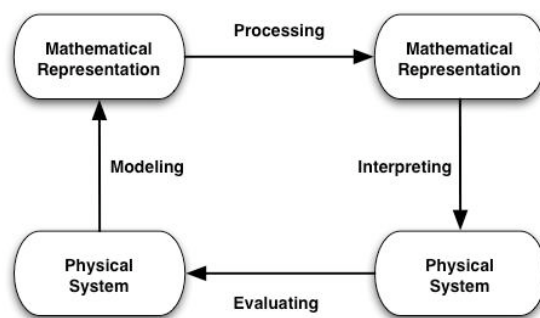 Processing
Mathematical
Representation
Mathematical
Representation
Modeling
Interpreting
Physical
System
Physical
System
Evaluating